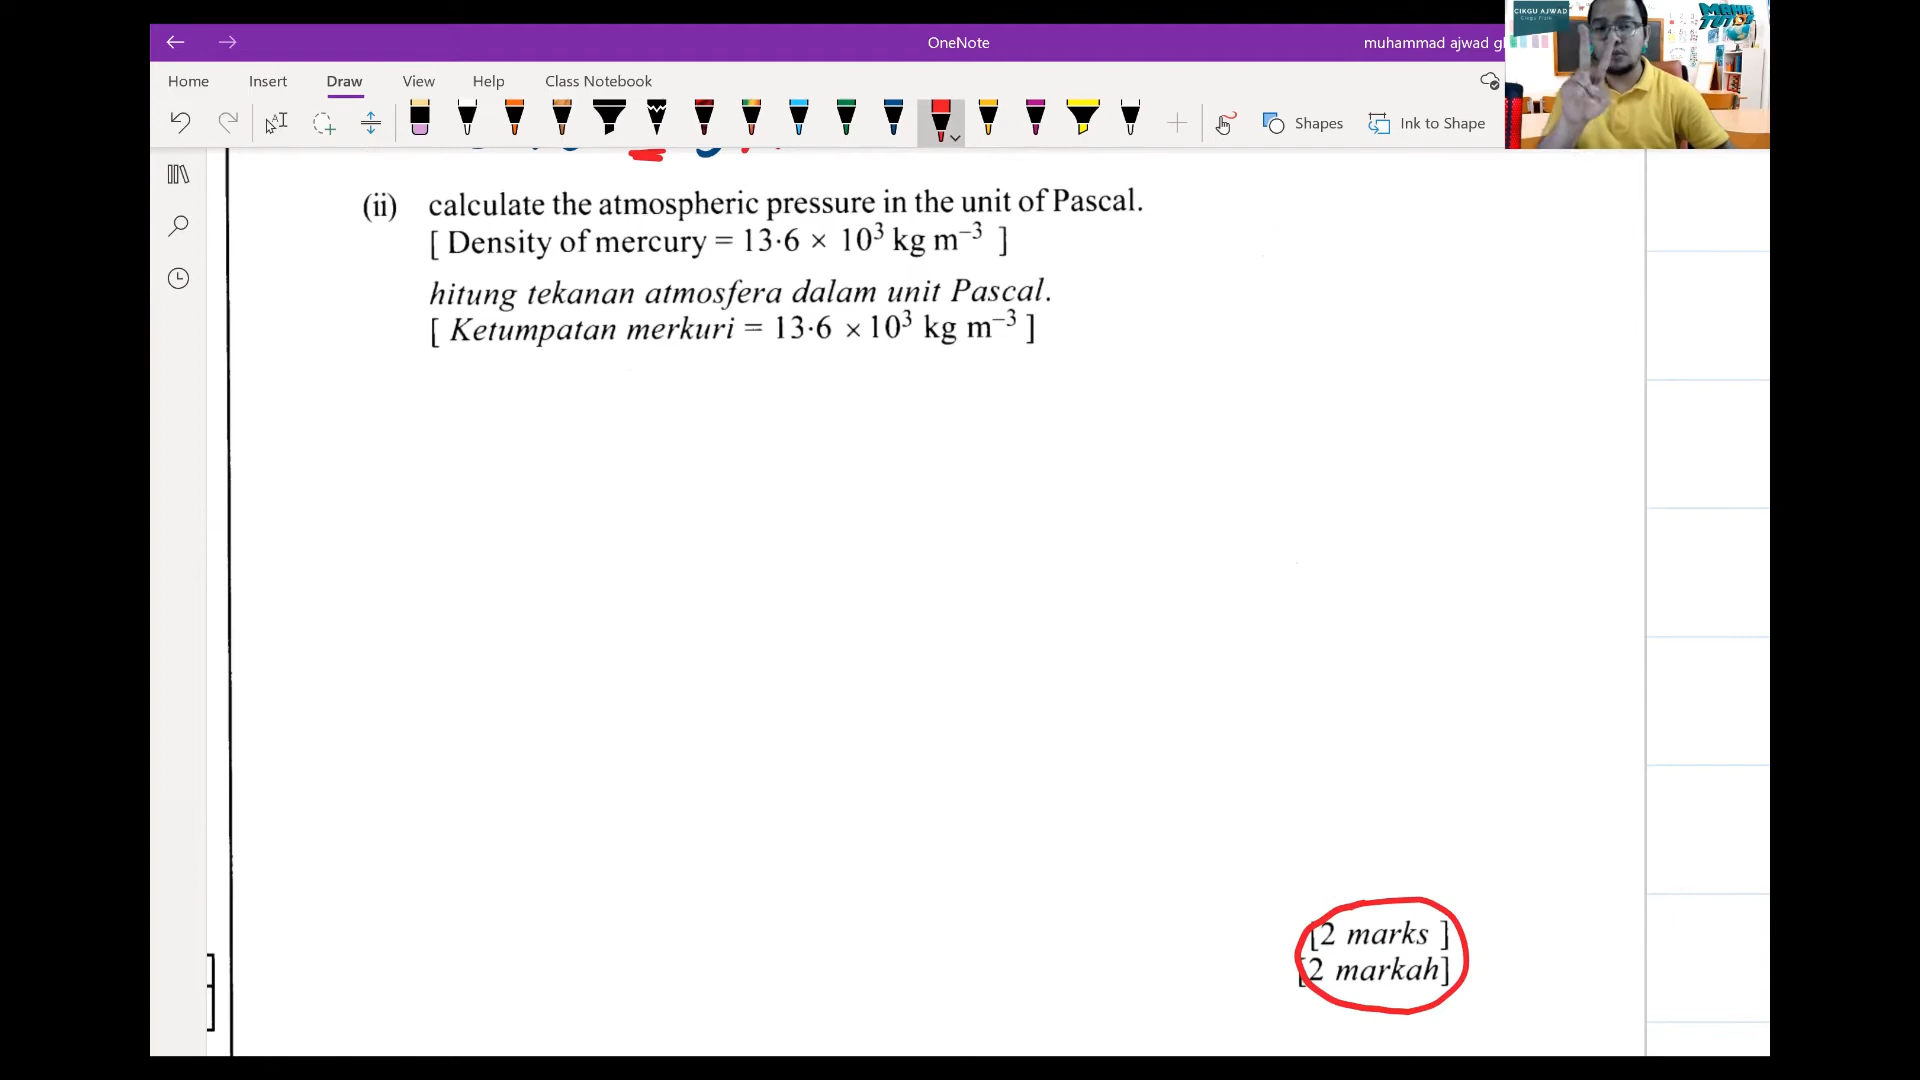 OneNote
muhammad ajwad g
CIKGU AJWAD
Home Insert Draw View Help Class Notebook
Shapes Ink to Shape
(ii) calculate the atmospheric pressure in the unit of Pascal.
[ Density of mercury = 13·6 × 10³ kg m⁻³ ]
hitung tekanan atmosfera dalam unit Pascal.
[ Ketumpatan merkuri = 13·6 × 10³ kg m⁻³ ]
[2 marks ]
[2 markah]